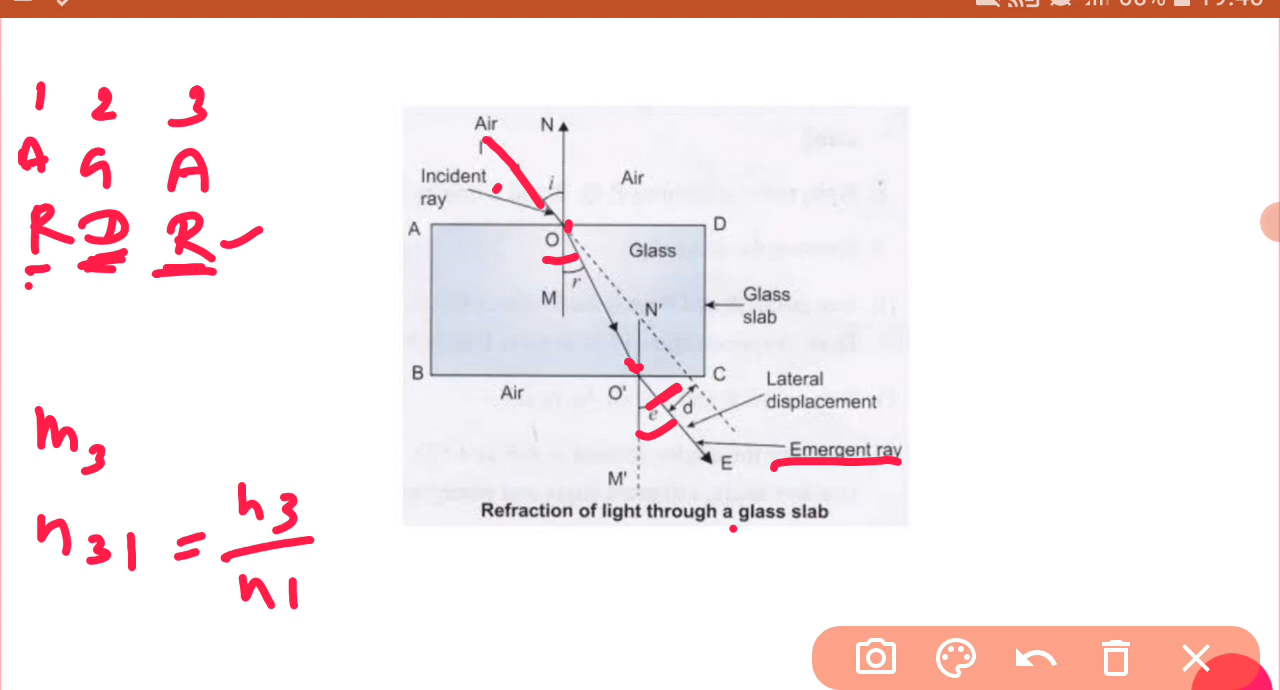 1 2 3
A G A
R D R
m3
n31 = n3
n1
Air
N
I
Incident
ray
i
Air
A
D
O
Glass
r
M
N'
Glass
slab
B
C
Air
O'
e
d
Lateral
displacement
Emergent ray
E
M'
Refraction of light through a glass slab